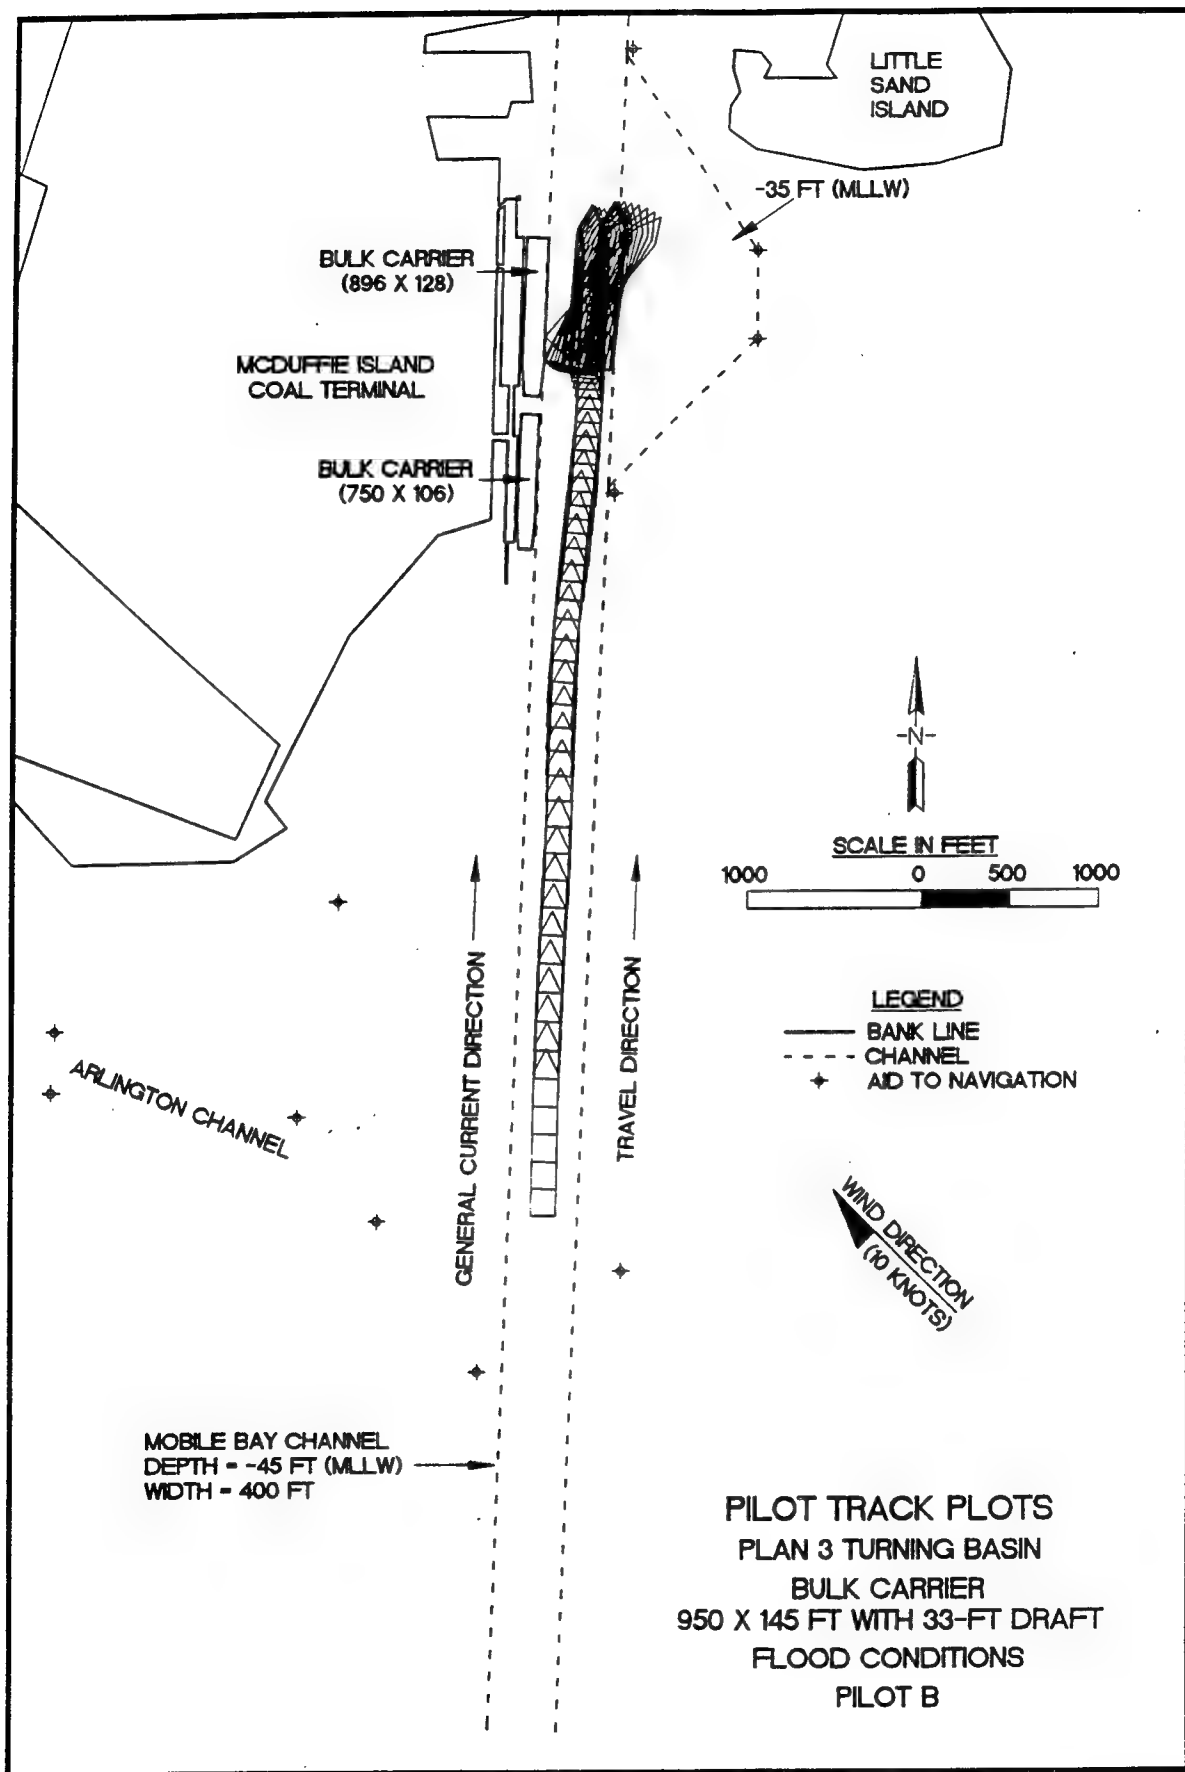 LITTLE
SAND
ISLAND
-35 FT (MLLW)
BULK CARRIER
(896 X 128)
MCDUFFIE ISLAND
COAL TERMINAL
BULK CARRIER
(750 X 106)
-N-
SCALE IN FEET
1000 0 500 1000
GENERAL CURRENT DIRECTION
TRAVEL DIRECTION
LEGEND
BANK LINE
CHANNEL
AID TO NAVIGATION
ARLINGTON CHANNEL
WIND DIRECTION
(10 KNOTS)
MOBILE BAY CHANNEL
DEPTH = -45 FT (MLLW)
WIDTH = 400 FT
PILOT TRACK PLOTS
PLAN 3 TURNING BASIN
BULK CARRIER
950 X 145 FT WITH 33-FT DRAFT
FLOOD CONDITIONS
PILOT B